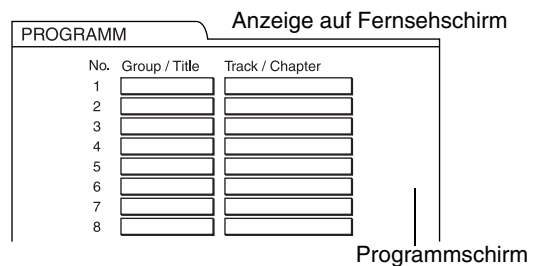 Anzeige auf Fernsehschirm
PROGRAMM
No. Group / Title Track / Chapter
1
2
3
4
5
6
7
8
Programmschirm